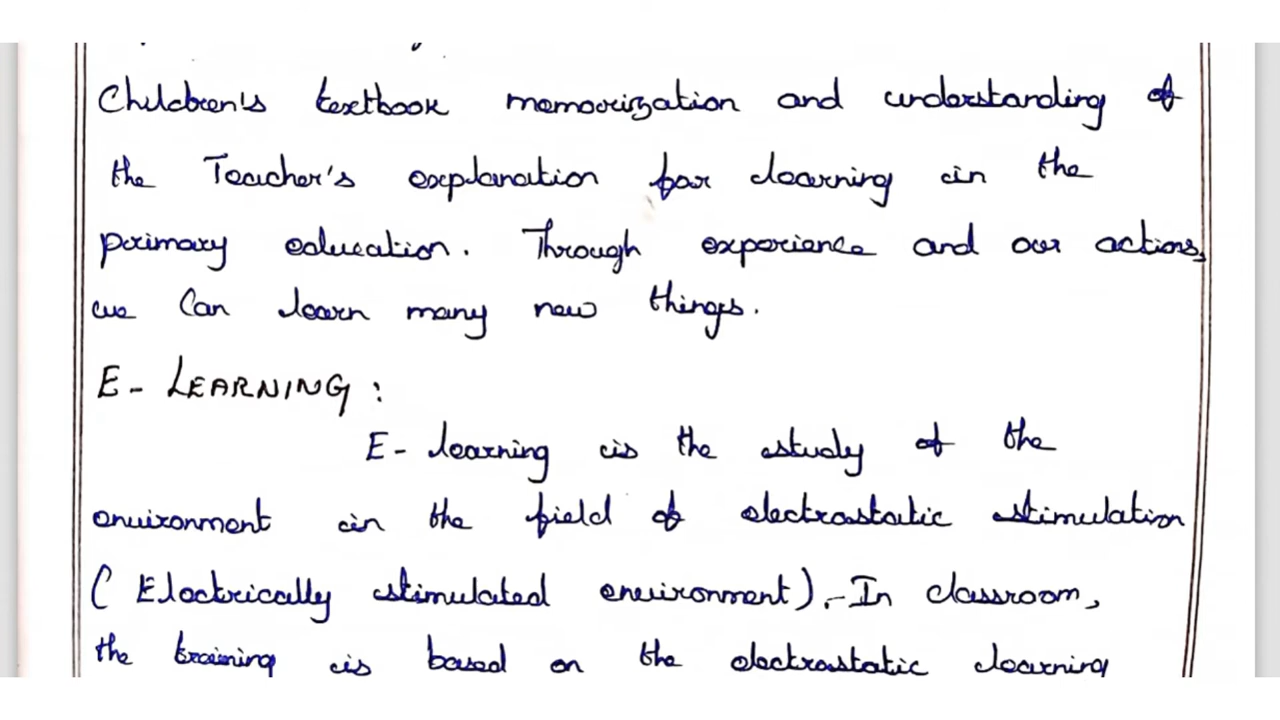 Children's textbook memorization and understanding of
the Teacher's explanation for learning in the
primary education. Through experience and our actions,
we Can learn many new things.
E- LEARNING :
E- learning is the study of the
environment in the field of electrostatic stimulation
( Electrically stimulated environment).- In classroom,
the training is based on the electrostatic learning